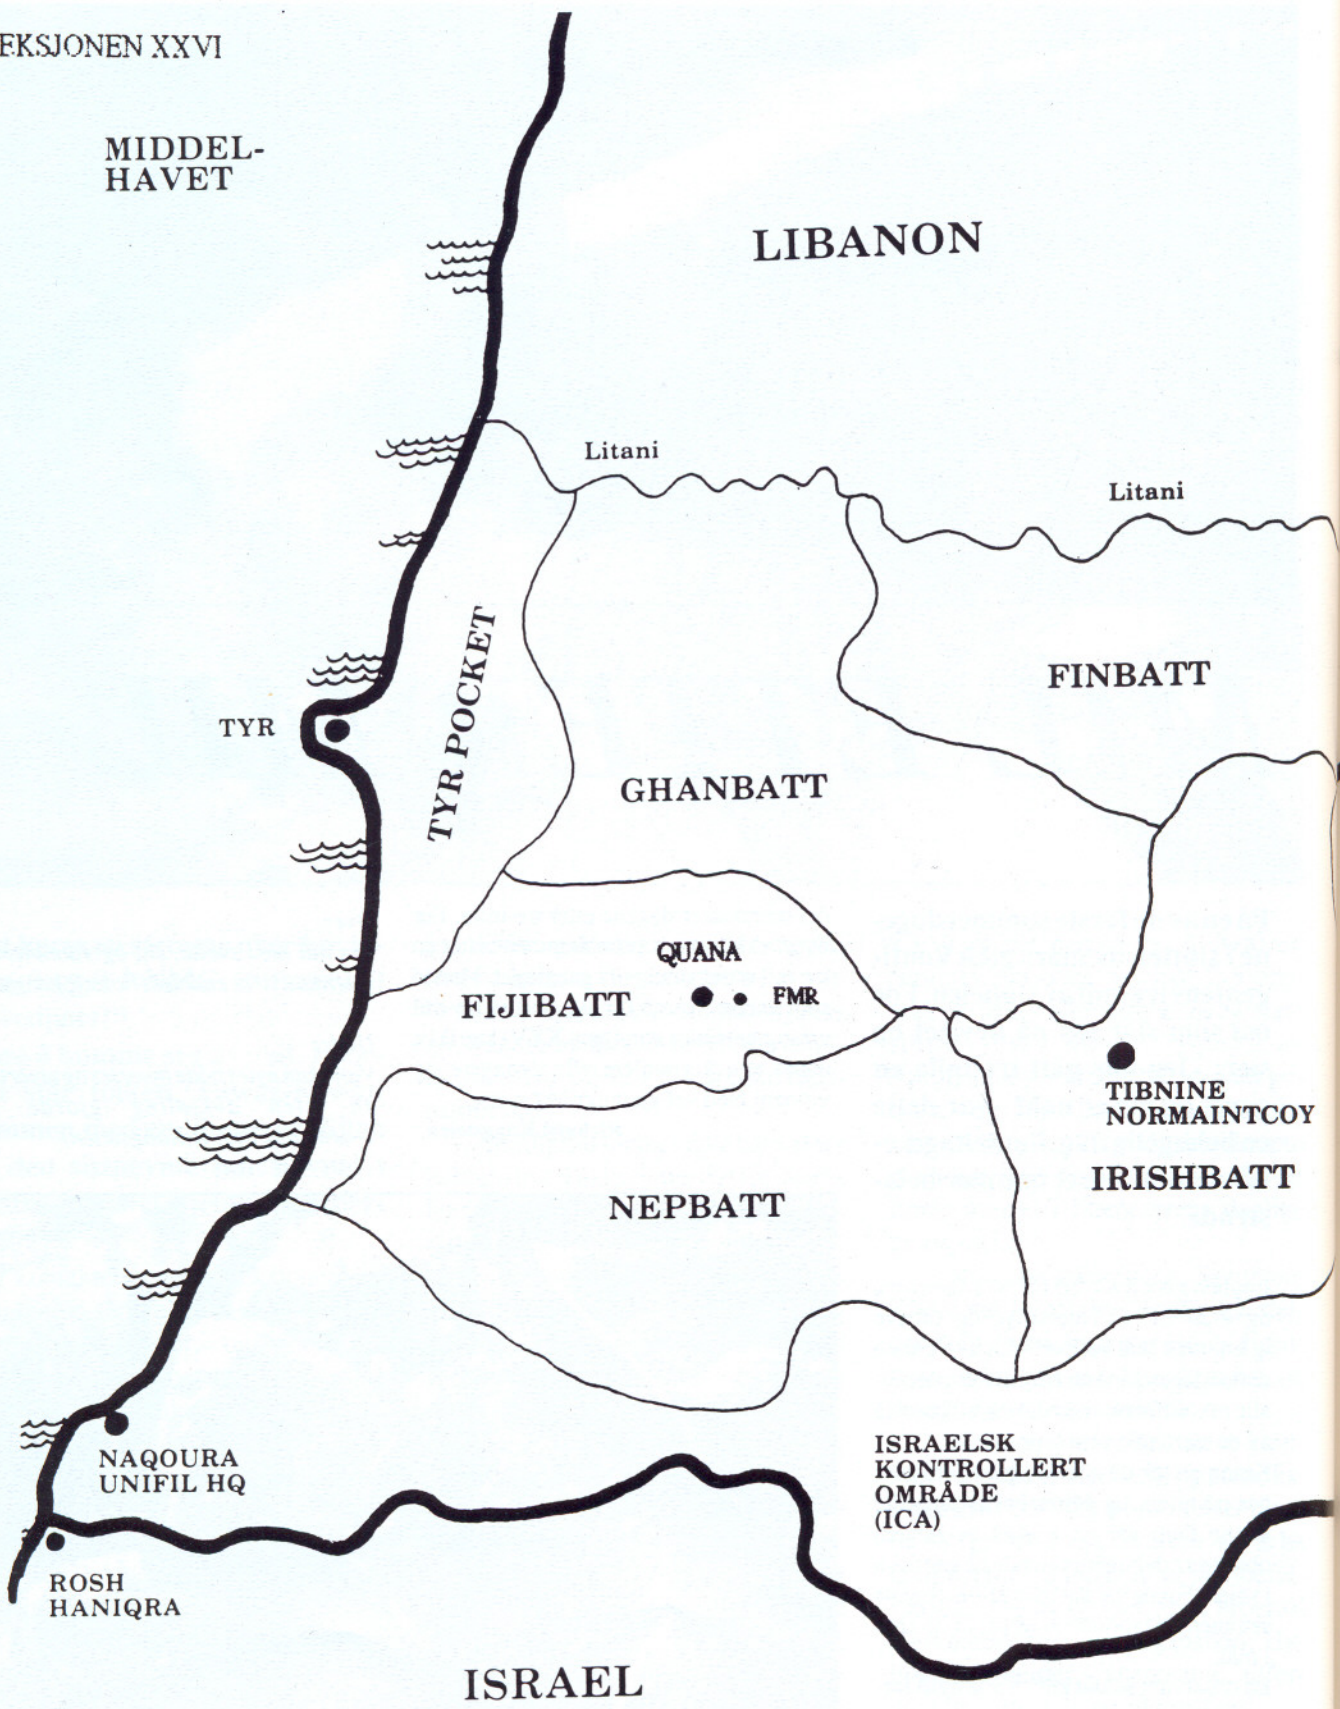 EKSJONEN XXVI
MIDDEL-
HAVET
LIBANON
Litani
Litani
TYR POCKET
FINBATT
TYR
GHANBATT
QUANA
FIJIBATT
FMR
TIBNINE
NORMAINTCOY
IRISHBATT
NEPBATT
NAQOURA
UNIFIL HQ
ISRAELSK
KONTROLLERT
OMRÅDE
(ICA)
ROSH
HANIQRA
ISRAEL